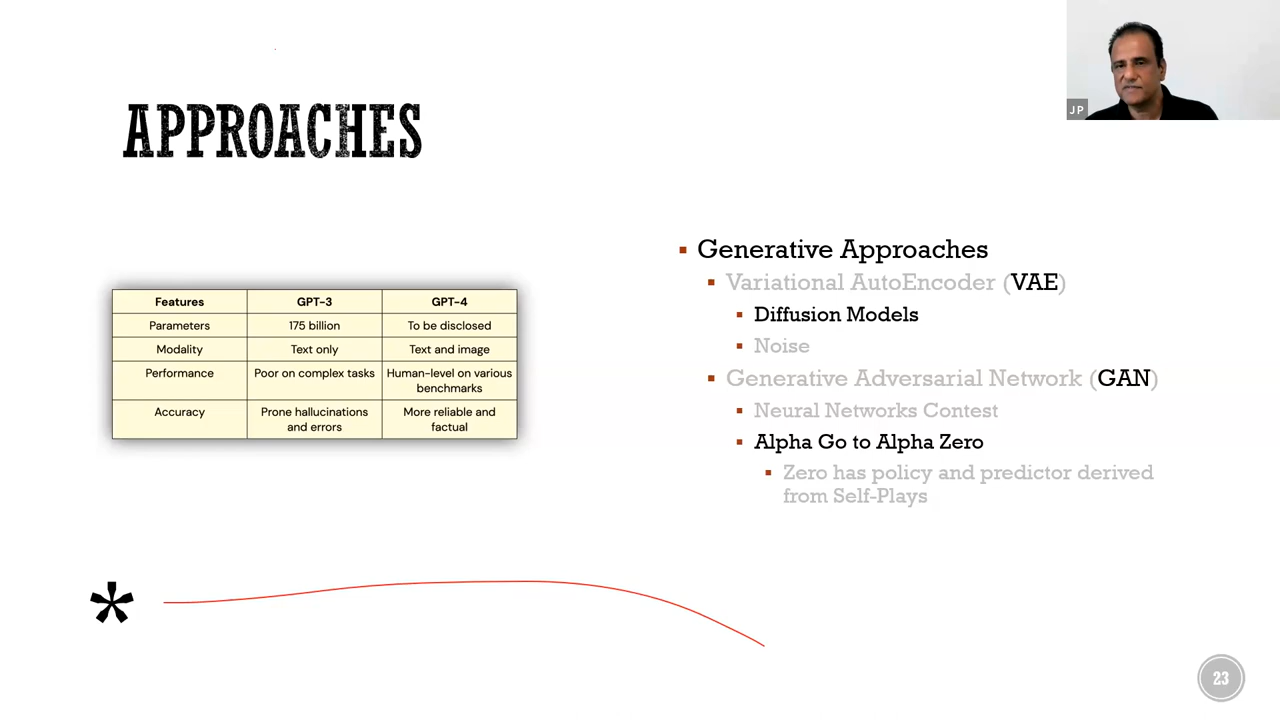 JP
APPROACHES
Features GPT-3 GPT-4
Parameters 175 billion To be disclosed
Modality Text only Text and image
Performance Poor on complex tasks Human-level on various
benchmarks
Accuracy Prone hallucinations More reliable and
and errors factual
Generative Approaches
Variational AutoEncoder (VAE)
Diffusion Models
Noise
Generative Adversarial Network (GAN)
Neural Networks Contest
Alpha Go to Alpha Zero
Zero has policy and predictor derived
from Self-Plays
*
23